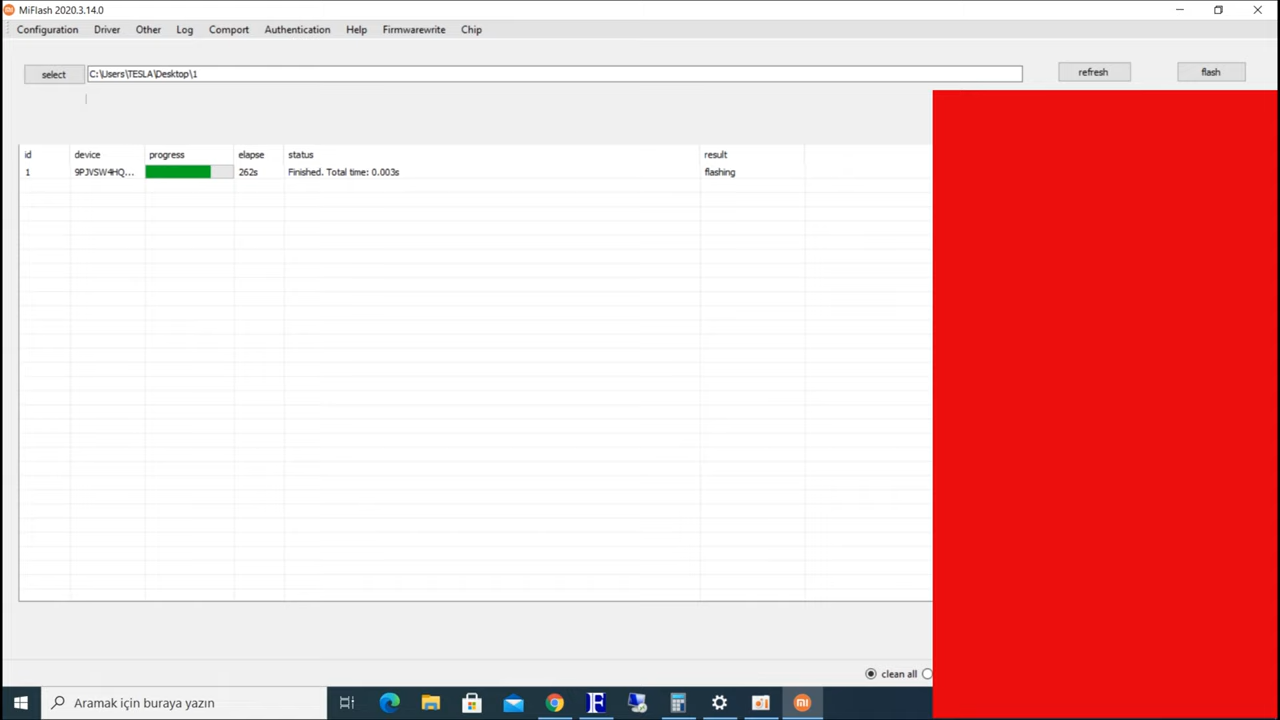 MiFlash 2020.3.14.0
Configuration Driver Other Log Comport Authentication Help Firmwarewrite Chip
select C:\Users\TESLA\Desktop\1 refresh flash
id device progress elapse status result
1 9PJVSW4HQ... 262s Finished. Total time: 0.003s flashing
clean all
Aramak için buraya yazın